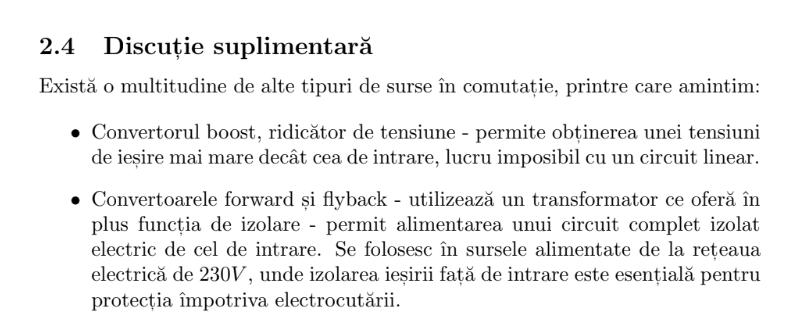 2.4 Discuție suplimentară
Există o multitudine de alte tipuri de surse în comutație, printre care amintim:
• Convertorul boost, ridicător de tensiune - permite obținerea unei tensiuni
de ieșire mai mare decât cea de intrare, lucru imposibil cu un circuit linear.
• Convertoarele forward și flyback - utilizează un transformator ce oferă în
plus funcția de izolare - permit alimentarea unui circuit complet izolat
electric de cel de intrare. Se folosesc în sursele alimentate de la rețeaua
electrică de 230V, unde izolarea ieșirii față de intrare este esențială pentru
protecția împotriva electrocutării.